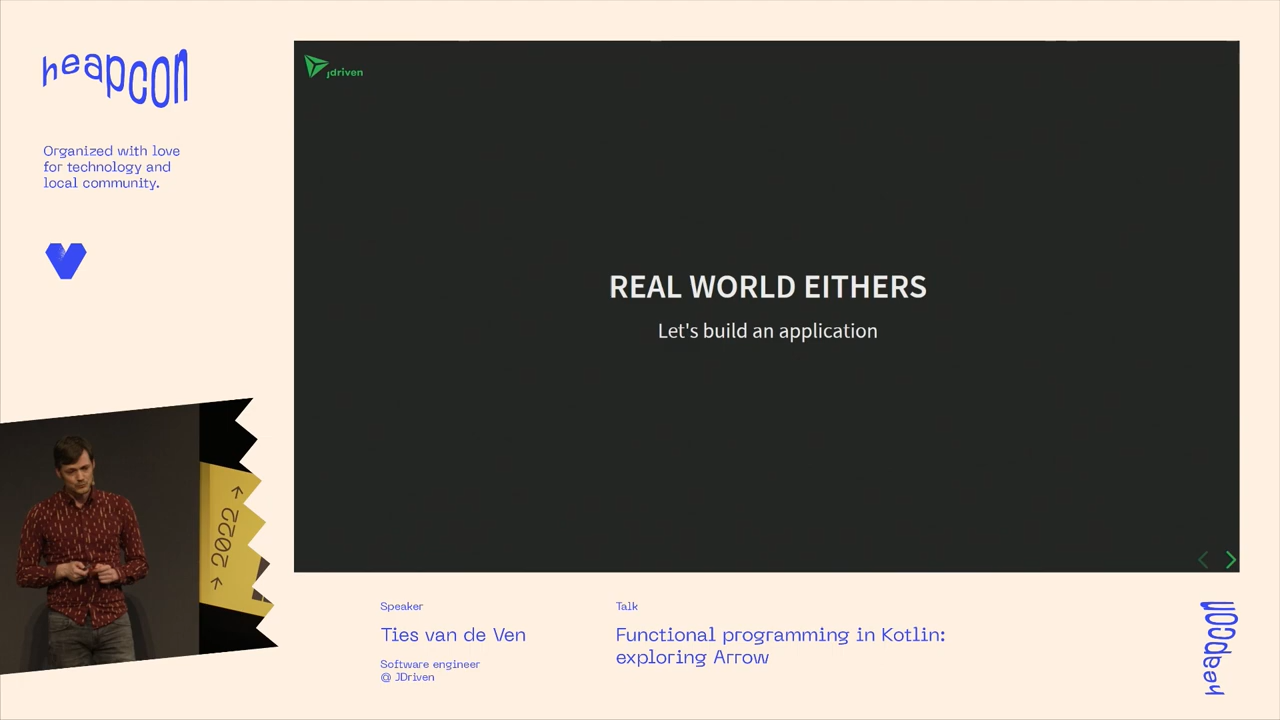 heapcon
Organized with love
for technology and
local community.
jdriven
REAL WORLD EITHERS
Let's build an application
→ 2022 →
Speaker
Ties van de Ven
Software engineer
@ JDriven
Talk
Functional programming in Kotlin:
exploring Arrow
heapcon